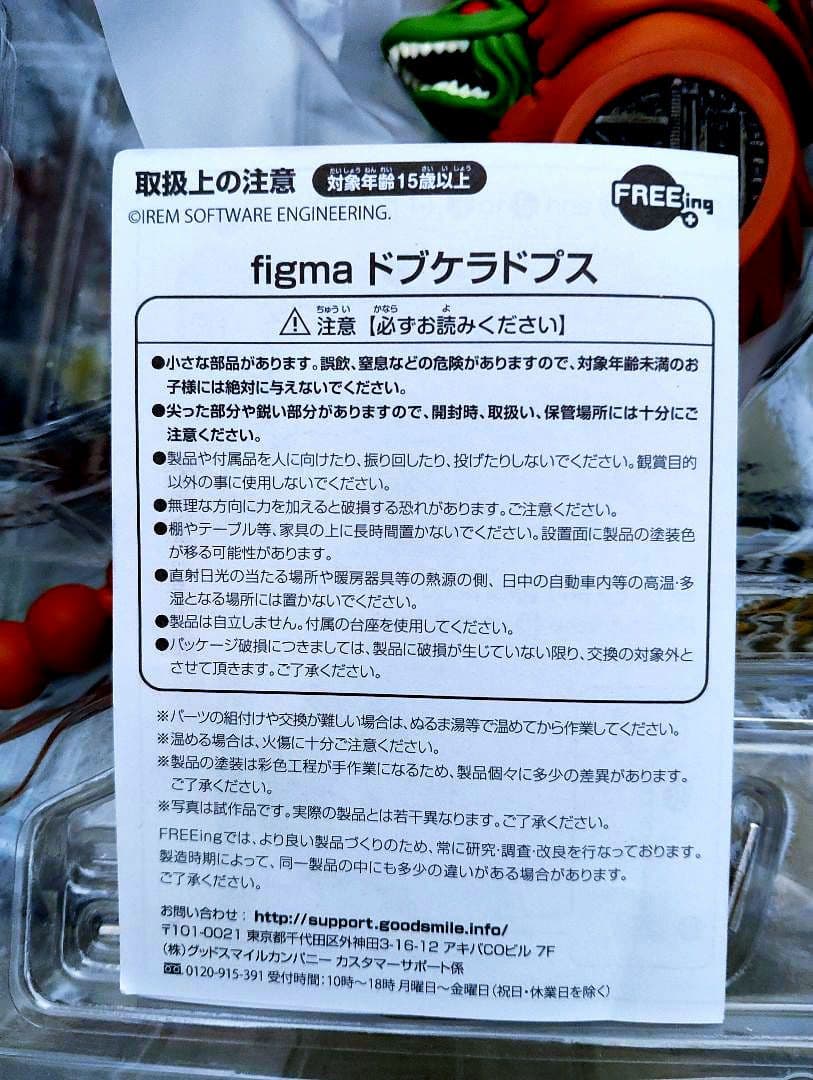 取扱上の注意 対象年齢15歳以上
たいしょうねんれい さいいじょう
FREEing
©IREM SOFTWARE ENGINEERING.
figma ドブケラドプス
ちゅうい かなら よ
注意【必ずお読みください】
●小さな部品があります。誤飲、窒息などの危険がありますので、対象年齢未満のお
子様には絶対に与えないでください。
●尖った部分や鋭い部分がありますので、開封時、取扱い、保管場所には十分にご
注意ください。
●製品や付属品を人に向けたり、振り回したり、投げたりしないでください。観賞目的
以外の事に使用しないでください。
●無理な方向に力を加えると破損する恐れがあります。ご注意ください。
●棚やテーブル等、家具の上に長時間置かないでください。設置面に製品の塗装色
が移る可能性があります。
●直射日光の当たる場所や暖房器具等の熱源の側、日中の自動車内等の高温・多
湿となる場所には置かないでください。
●製品は自立しません。付属の台座を使用してください。
●パッケージ破損につきましては、製品に破損が生じていない限り、交換の対象外と
させて頂きます。ご了承ください。
※パーツの組付けや交換が難しい場合は、ぬるま湯等で温めてから作業してください。
※温める場合は、火傷に十分ご注意ください。
※製品の塗装は彩色工程が手作業になるため、製品個々に多少の差異があります。
ご了承ください。
※写真は試作品です。実際の製品とは若干異なります。ご了承ください。
FREEingでは、より良い製品づくりのため、常に研究・調査・改良を行なっております。
製造時期によって、同一製品の中にも多少の違いがある場合があります。
ご了承ください。
お問い合わせ：http://support.goodsmile.info/
〒101-0021 東京都千代田区外神田3-16-12 アキバCOビル 7F
(株)グッドスマイルカンパニー カスタマーサポート係
0120-915-391 受付時間：10時〜18時 月曜日〜金曜日(祝日・休業日を除く)